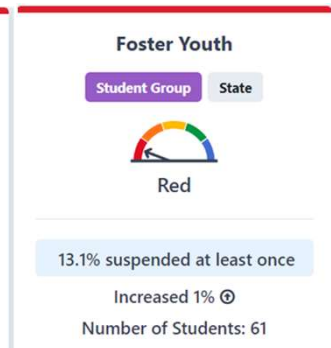 Foster Youth
Student Group State
Red
13.1% suspended at least once
Increased 1%
Number of Students: 61